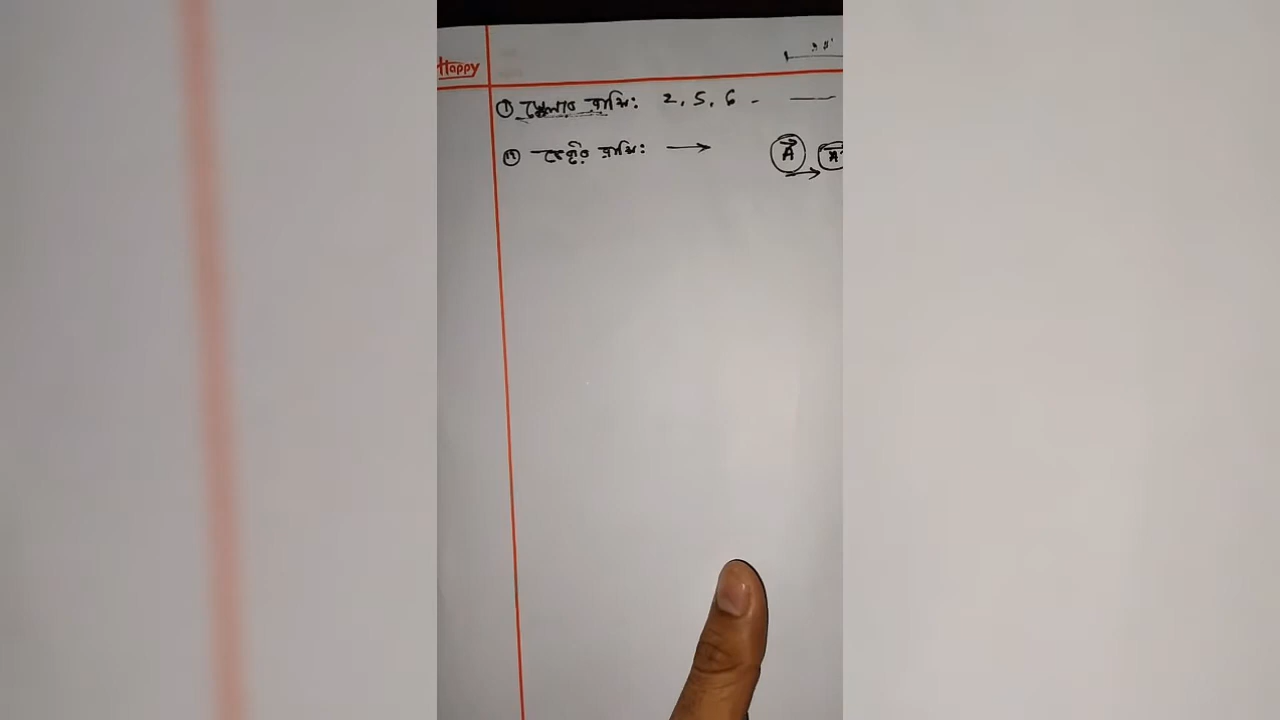 Happy
① স্কেলার রাশি: 2, 5, 6 -
② ভেক্টর রাশি: → A⃗ A⃗